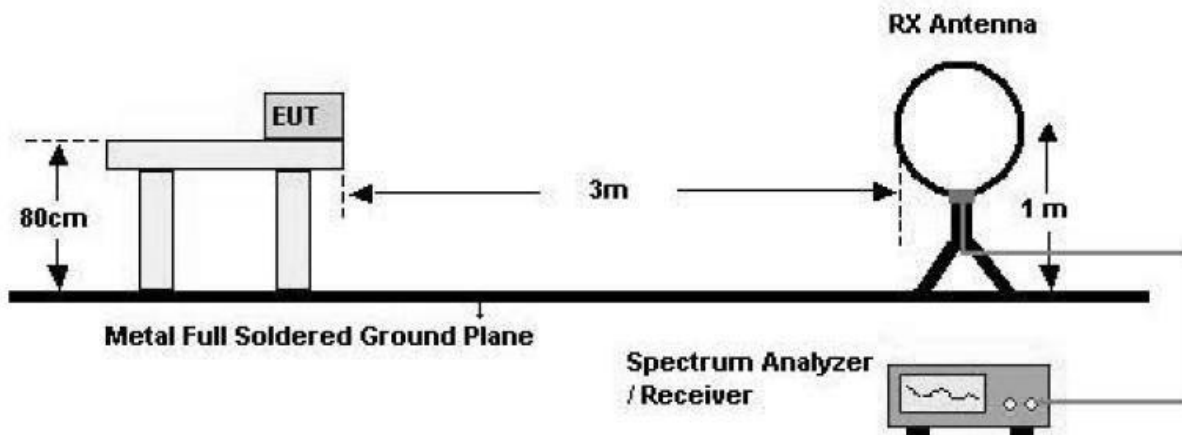 RX Antenna
EUT
80cm
3m
1 m
Metal Full Soldered Ground Plane
Spectrum Analyzer
/ Receiver